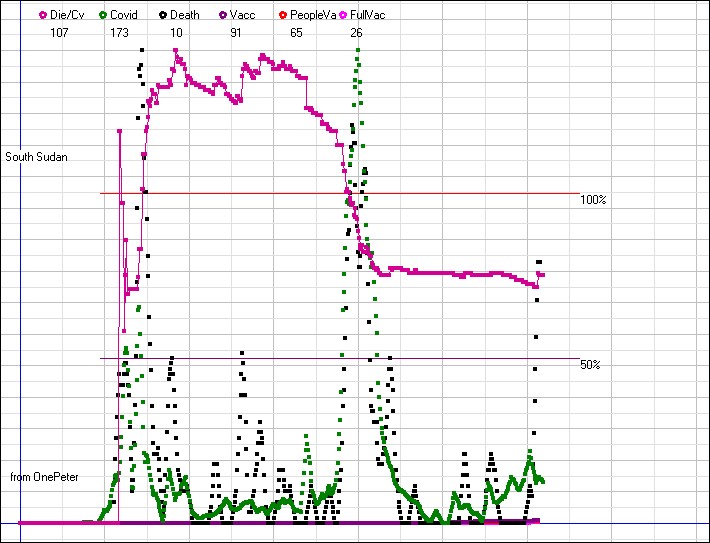 Die/Cv Covid Death Vacc PeopleVa FullVac
107 173 10 91 65 26
South Sudan
100%
50%
from OnePeter